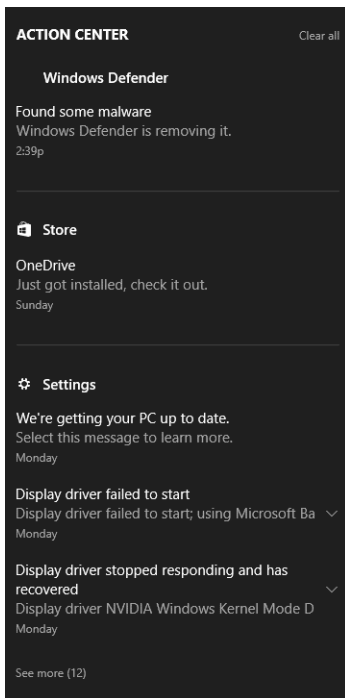 ACTION CENTER Clear all
Windows Defender
Found some malware
Windows Defender is removing it.
2:39p
Store
OneDrive
Just got installed, check it out.
Sunday
Settings
We're getting your PC up to date.
Select this message to learn more.
Monday
Display driver failed to start
Display driver failed to start; using Microsoft Ba
Monday
Display driver stopped responding and has
recovered
Display driver NVIDIA Windows Kernel Mode D
Monday
See more (12)